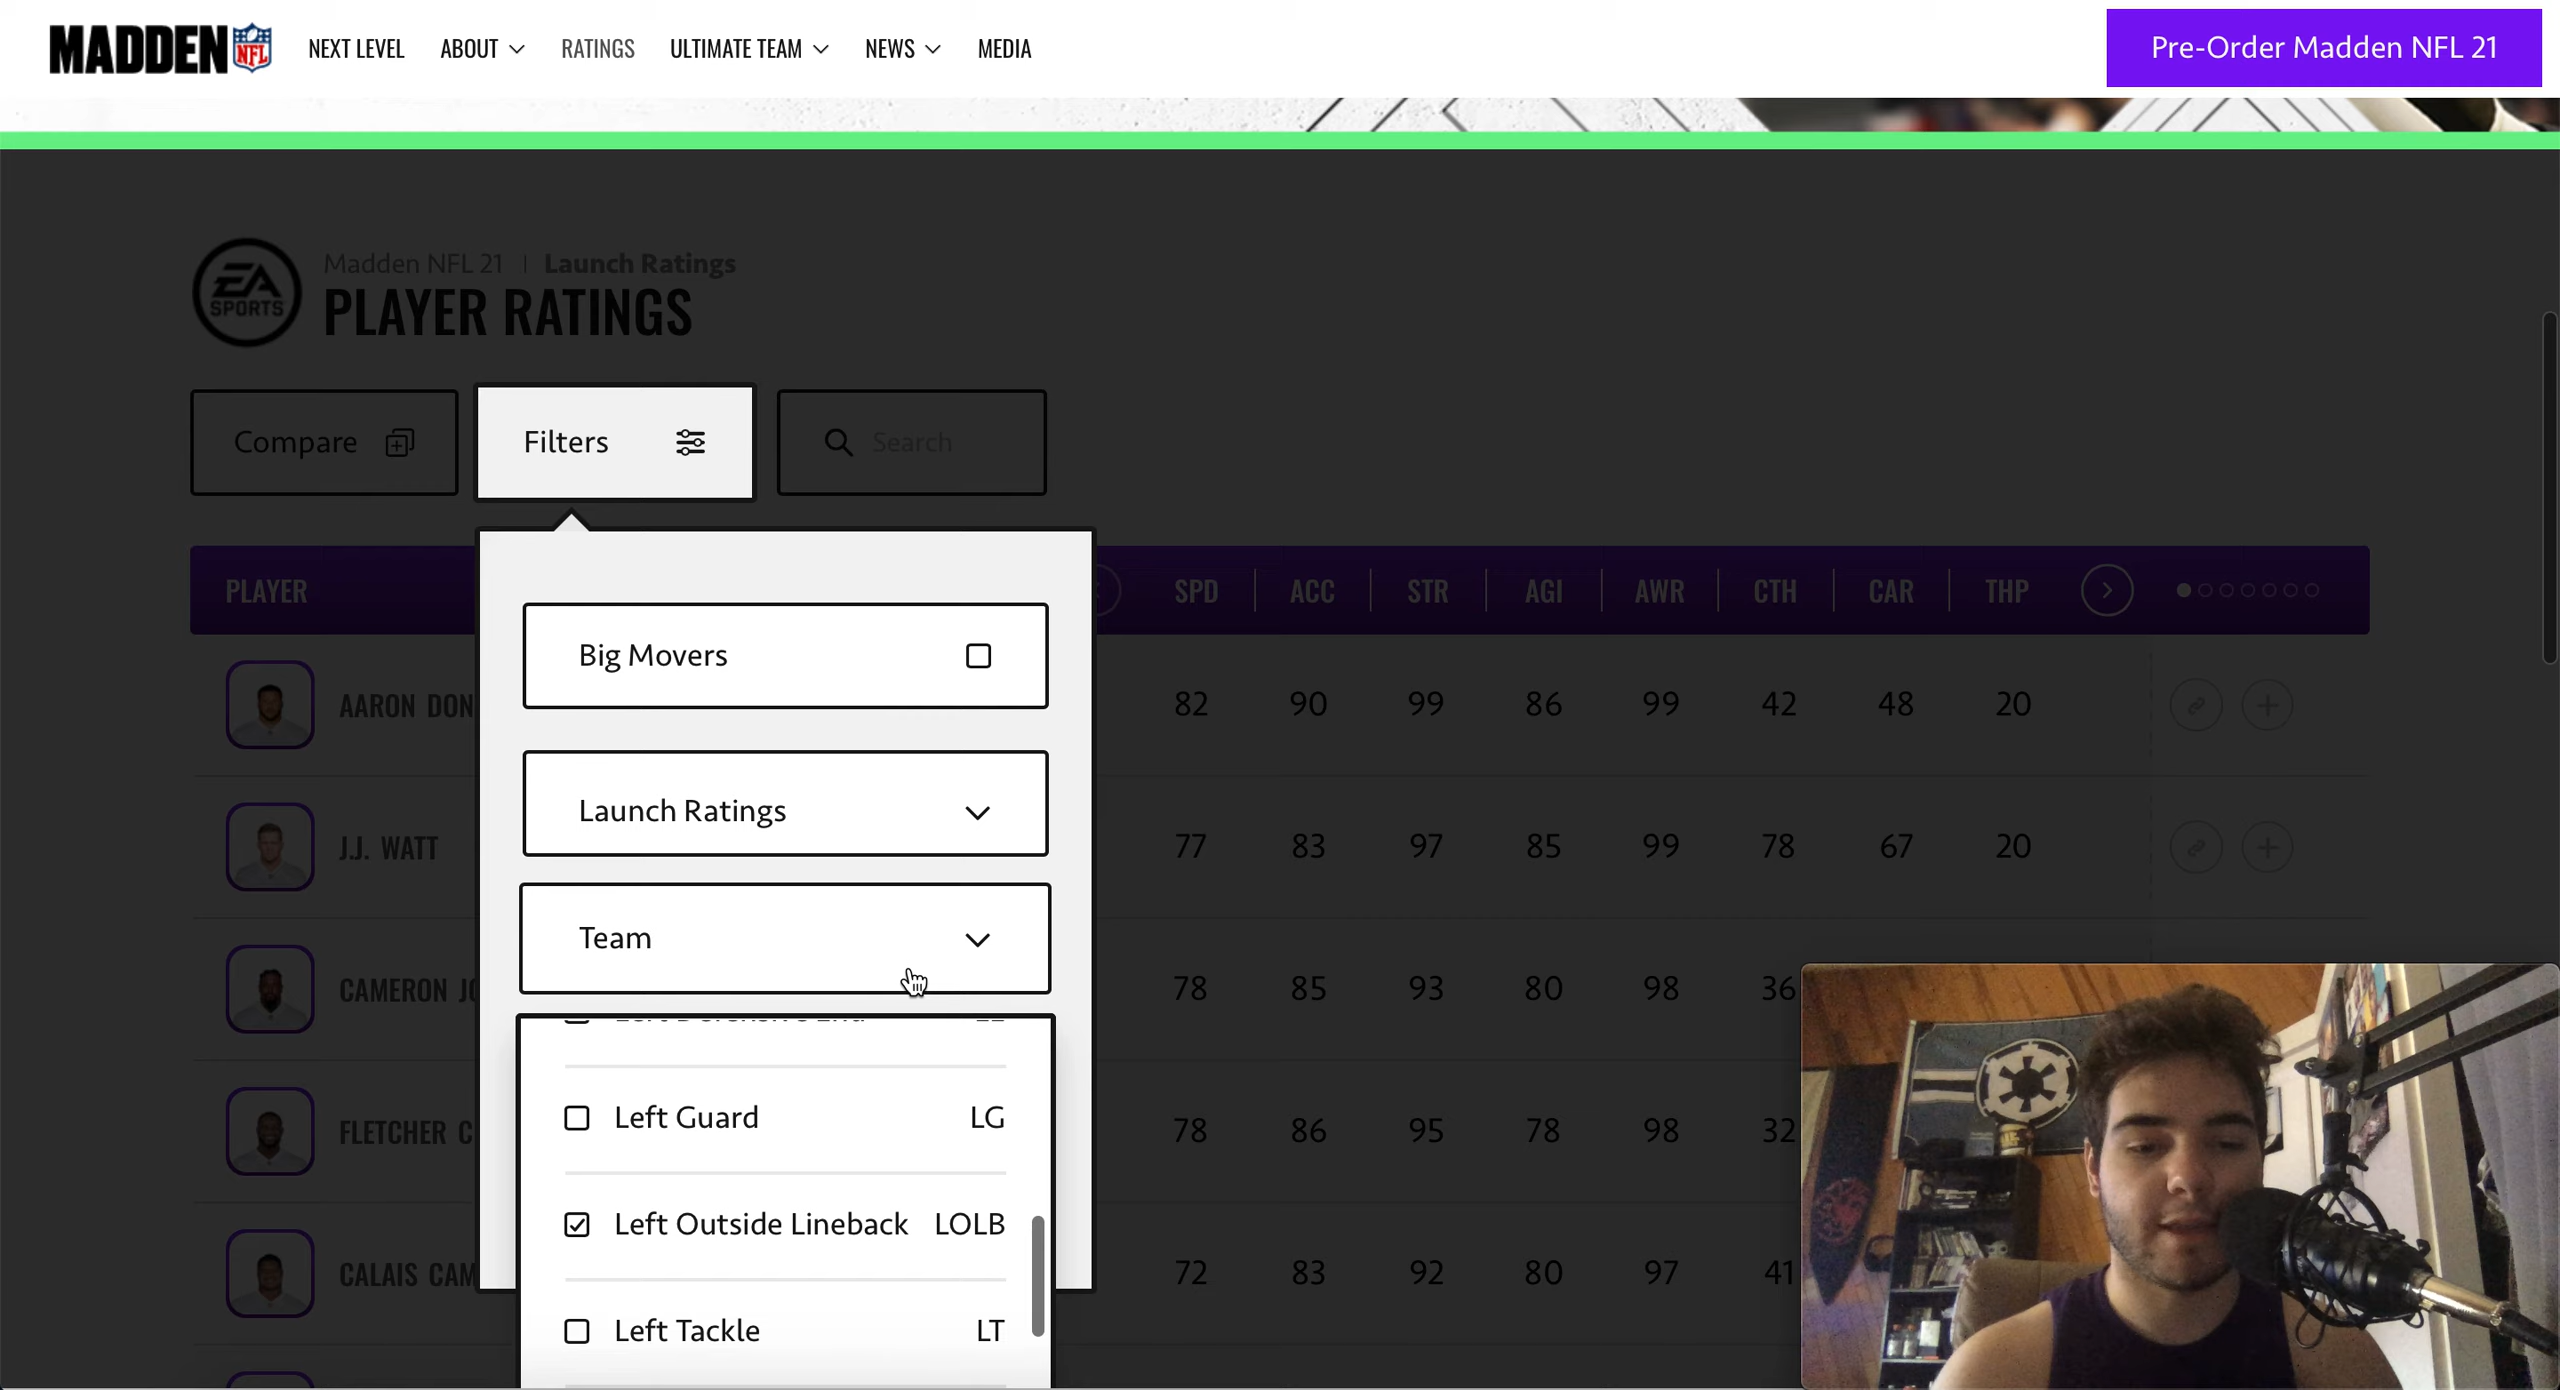 MADDEN NFL NEXT LEVEL ABOUT RATINGS ULTIMATE TEAM NEWS MEDIA Pre-Order Madden NFL 21
EA SPORTS
Madden NFL 21 | Launch Ratings
PLAYER RATINGS
Compare Filters Search
PLAYER SPD ACC STR AGI AWR CTH CAR THP
Big Movers
AARON DON 82 90 99 86 99 42 48 20
Launch Ratings
J.J. WATT 77 83 97 85 99 78 67 20
Team
CAMERON JO 78 85 93 80 98 36
Left Guard LG
FLETCHER C 78 86 95 78 98 32
Left Outside Lineback LOLB
CALAIS CAM 72 83 92 80 97 41
Left Tackle LT